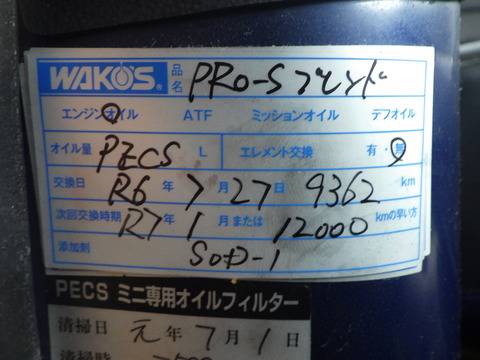 WAKO'S 品名 PRO-Sブレンド
エンジンオイル ATF ミッションオイル デフオイル
オイル量 PECS L エレメント交換 有・無
交換日 R6 年 7 月 27 日 9362 km
次回交換時期 R7 年 1 月または 12000 kmの早い方
添加剤 SOD-1
PECS ミニ専用オイルフィルター
清掃日 元 年 7 月 1 日
清掃時